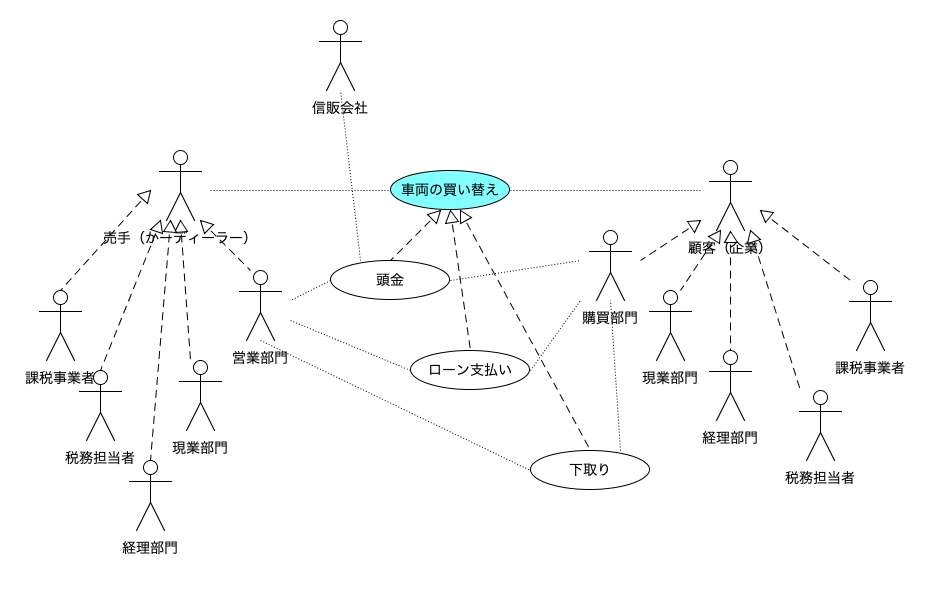 信販会社
車両の買い替え
売手（カーディーラー）
顧客（企業）
頭金
購買部門
営業部門
ローン支払い
課税事業者
現業部門
課税事業者
税務担当者
現業部門
経理部門
下取り
税務担当者
経理部門